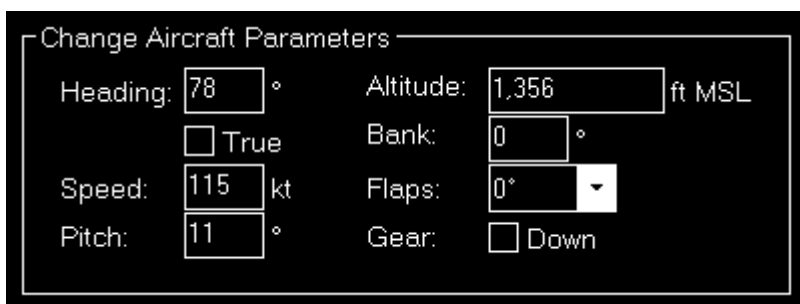 Change Aircraft Parameters
Heading: 78 ° Altitude: 1,356 ft MSL
True Bank: 0 °
Speed: 115 kt Flaps: 0°
Pitch: 11 ° Gear: Down